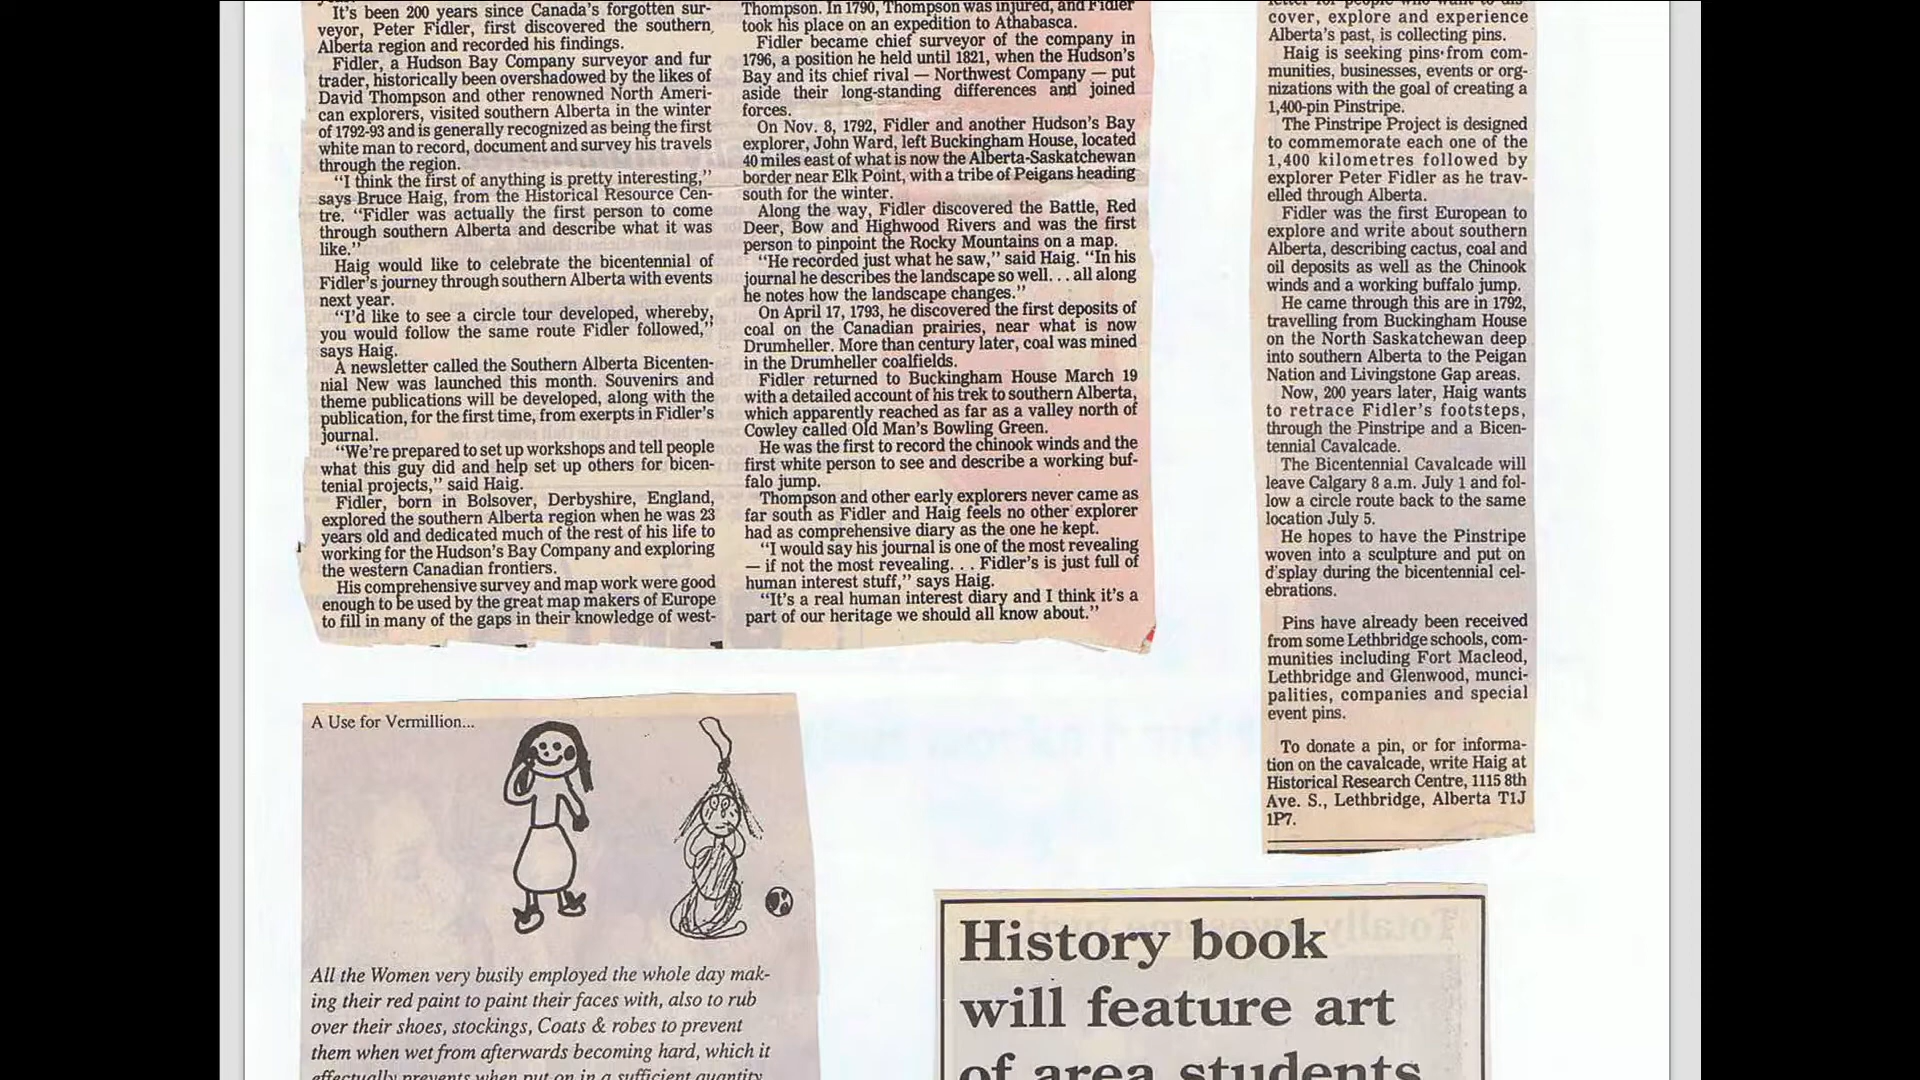 It's been 200 years since Canada's forgotten sur-
veyor, Peter Fidler, first discovered the southern
Alberta region and recorded his findings.
Fidler, a Hudson Bay Company surveyor and fur
trader, historically been overshadowed by the likes of
David Thompson and other renowned North Ameri-
can explorers, visited southern Alberta in the winter
of 1792-93 and is generally recognized as being the first
white man to record, document and survey his travels
through the region.
"I think the first of anything is pretty interesting,"
says Bruce Haig, from the Historical Resource Cen-
tre. "Fidler was actually the first person to come
through southern Alberta and describe what it was
like."
Haig would like to celebrate the bicentennial of
Fidler's journey through southern Alberta with events
next year.
"I'd like to see a circle tour developed, whereby,
you would follow the same route Fidler followed,"
says Haig.
A newsletter called the Southern Alberta Bicenten-
nial New was launched this month. Souvenirs and
theme publications will be developed, along with the
publication, for the first time, from exerpts in Fidler's
journal.
"We're prepared to set up workshops and tell people
what this guy did and help set up others for bicen-
tenial projects," said Haig.
Fidler, born in Bolsover, Derbyshire, England,
explored the southern Alberta region when he was 23
years old and dedicated much of the rest of his life to
working for the Hudson's Bay Company and exploring
the western Canadian frontiers.
His comprehensive survey and map work were good
enough to be used by the great map makers of Europe
to fill in many of the gaps in their knowledge of west-
Thompson. In 1790, Thompson was injured, and Fidler
took his place on an expedition to Athabasca.
Fidler became chief surveyor of the company in
1796, a position he held until 1821, when the Hudson's
Bay and its chief rival — Northwest Company — put
aside their long-standing differences and joined
forces.
On Nov. 8, 1792, Fidler and another Hudson's Bay
explorer, John Ward, left Buckingham House, located
40 miles east of what is now the Alberta-Saskatchewan
border near Elk Point, with a tribe of Peigans heading
south for the winter.
Along the way, Fidler discovered the Battle, Red
Deer, Bow and Highwood Rivers and was the first
person to pinpoint the Rocky Mountains on a map.
"He recorded just what he saw," said Haig. "In his
journal he describes the landscape so well. . . all along
he notes how the landscape changes."
On April 17, 1793, he discovered the first deposits of
coal on the Canadian prairies, near what is now
Drumheller. More than century later, coal was mined
in the Drumheller coalfields.
Fidler returned to Buckingham House March 19
with a detailed account of his trek to southern Alberta,
which apparently reached as far as a valley north of
Cowley called Old Man's Bowling Green.
He was the first to record the chinook winds and the
first white person to see and describe a working buf-
falo jump.
Thompson and other early explorers never came as
far south as Fidler and Haig feels no other explorer
had as comprehensive diary as the one he kept.
"I would say his journal is one of the most revealing
— if not the most revealing. . . Fidler's is just full of
human interest stuff," says Haig.
"It's a real human interest diary and I think it's a
part of our heritage we should all know about."
cover, explore and experience
Alberta's past, is collecting pins.
Haig is seeking pins from com-
munities, businesses, events or org-
nizations with the goal of creating a
1,400-pin Pinstripe.
The Pinstripe Project is designed
to commemorate each one of the
1,400 kilometres followed by
explorer Peter Fidler as he trav-
elled through Alberta.
Fidler was the first European to
explore and write about southern
Alberta, describing cactus, coal and
oil deposits as well as the Chinook
winds and a working buffalo jump.
He came through this are in 1792,
travelling from Buckingham House
on the North Saskatchewan deep
into southern Alberta to the Peigan
Nation and Livingstone Gap areas.
Now, 200 years later, Haig wants
to retrace Fidler's footsteps,
through the Pinstripe and a Bicen-
tennial Cavalcade.
The Bicentennial Cavalcade will
leave Calgary 8 a.m. July 1 and fol-
low a circle route back to the same
location July 5.
He hopes to have the Pinstripe
woven into a sculpture and put on
d'splay during the bicentennial cel-
ebrations.
Pins have already been received
from some Lethbridge schools, com-
munities including Fort Macleod,
Lethbridge and Glenwood, munci-
palities, companies and special
event pins.
To donate a pin, or for informa-
tion on the cavalcade, write Haig at
Historical Research Centre, 1115 8th
Ave. S., Lethbridge, Alberta T1J
1P7.
A Use for Vermillion...
All the Women very busily employed the whole day mak-
ing their red paint to paint their faces with, also to rub
over their shoes, stockings, Coats & robes to prevent
them when wet from afterwards becoming hard, which it
effectually prevents when put on in a sufficient quantity
History book
will feature art
of area students